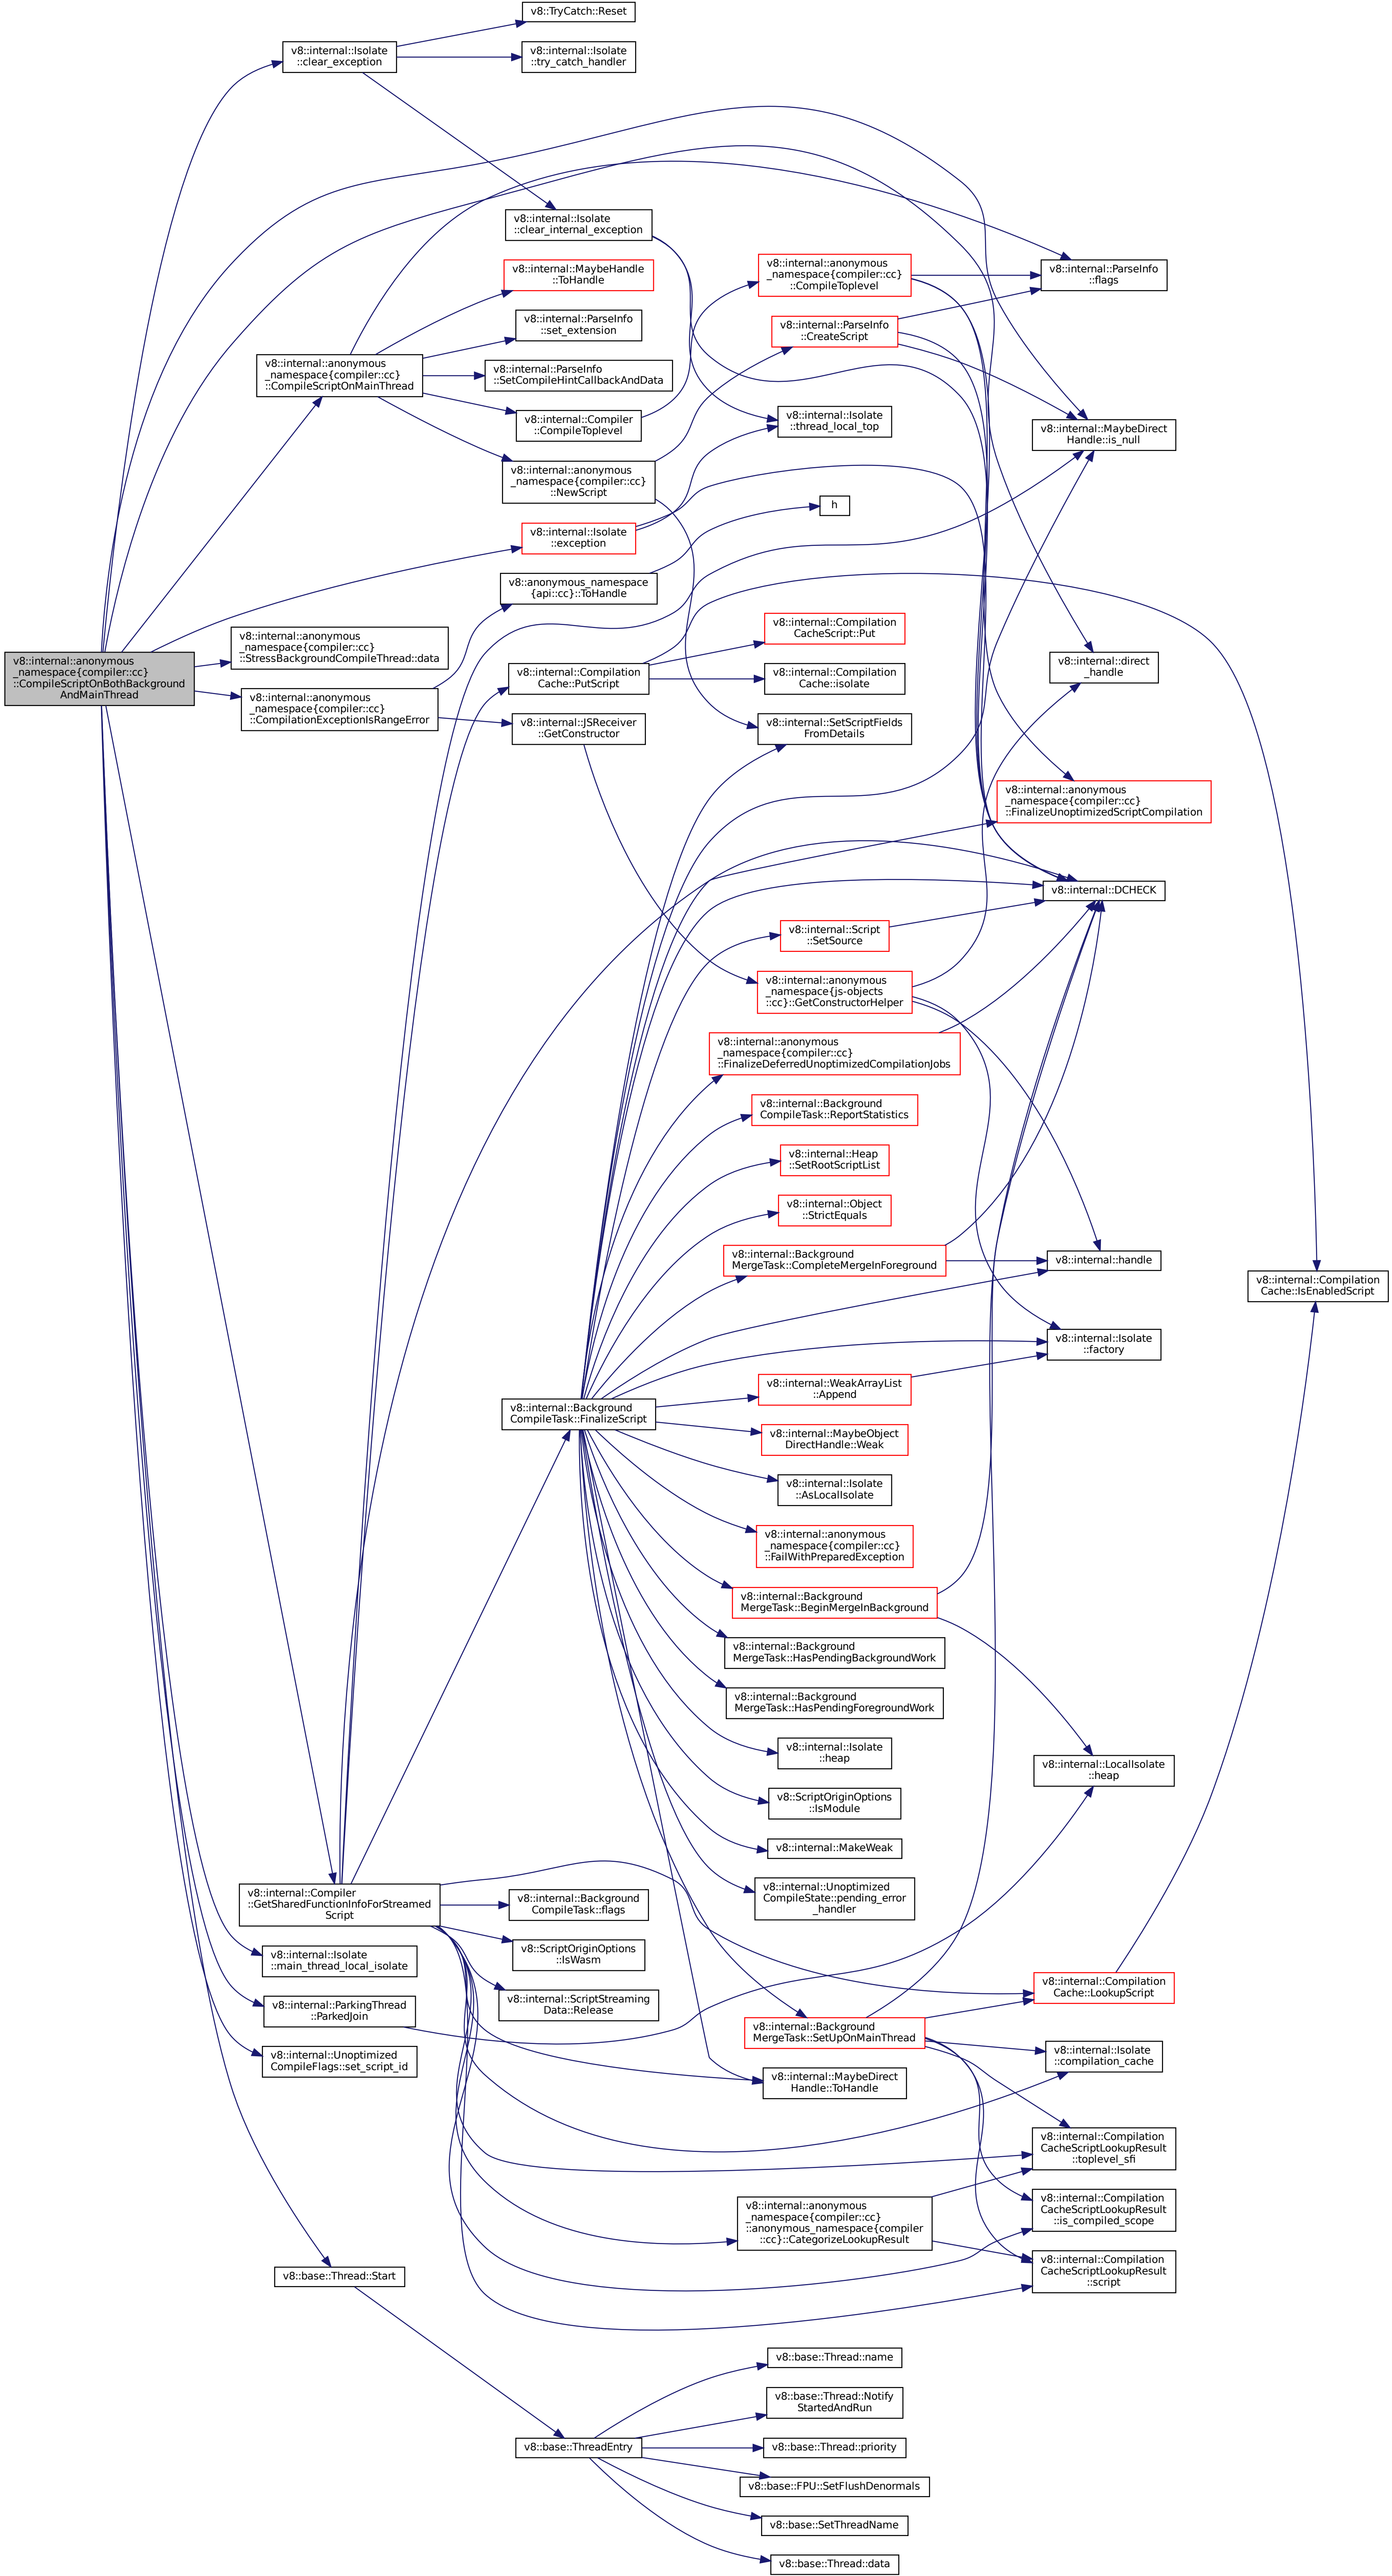 v8::TryCatch::Reset
v8::internal::Isolate
::clear_exception
v8::internal::Isolate
::try_catch_handler
v8::internal::Isolate
::clear_internal_exception
v8::internal::anonymous
_namespace{compiler::cc}
::CompileToplevel
v8::internal::MaybeHandle
::ToHandle
v8::internal::ParseInfo
::flags
v8::internal::ParseInfo
::set_extension
v8::internal::ParseInfo
::CreateScript
v8::internal::anonymous
_namespace{compiler::cc}
::CompileScriptOnMainThread
v8::internal::ParseInfo
::SetCompileHintCallbackAndData
v8::internal::Isolate
::thread_local_top
v8::internal::Compiler
::CompileToplevel
v8::internal::MaybeDirect
Handle::is_null
v8::internal::anonymous
_namespace{compiler::cc}
::NewScript
h
v8::internal::Isolate
::exception
v8::anonymous_namespace
{api::cc}::ToHandle
v8::internal::Compilation
CacheScript::Put
v8::internal::anonymous
_namespace{compiler::cc}
::StressBackgroundCompileThread::data
v8::internal::anonymous
_namespace{compiler::cc}
::CompileScriptOnBothBackground
AndMainThread
v8::internal::direct
_handle
v8::internal::Compilation
Cache::PutScript
v8::internal::Compilation
Cache::isolate
v8::internal::anonymous
_namespace{compiler::cc}
::CompilationExceptionIsRangeError
v8::internal::JSReceiver
::GetConstructor
v8::internal::SetScriptFields
FromDetails
v8::internal::anonymous
_namespace{compiler::cc}
::FinalizeUnoptimizedScriptCompilation
v8::internal::DCHECK
v8::internal::Script
::SetSource
v8::internal::anonymous
_namespace{js-objects
::cc}::GetConstructorHelper
v8::internal::anonymous
_namespace{compiler::cc}
::FinalizeDeferredUnoptimizedCompilationJobs
v8::internal::Background
CompileTask::ReportStatistics
v8::internal::Heap
::SetRootScriptList
v8::internal::Object
::StrictEquals
v8::internal::Background
MergeTask::CompleteMergeInForeground
v8::internal::handle
v8::internal::Compilation
Cache::IsEnabledScript
v8::internal::Isolate
::factory
v8::internal::WeakArrayList
::Append
v8::internal::Background
CompileTask::FinalizeScript
v8::internal::MaybeObject
DirectHandle::Weak
v8::internal::Isolate
::AsLocalIsolate
v8::internal::anonymous
_namespace{compiler::cc}
::FailWithPreparedException
v8::internal::Background
MergeTask::BeginMergeInBackground
v8::internal::Background
MergeTask::HasPendingBackgroundWork
v8::internal::Background
MergeTask::HasPendingForegroundWork
v8::internal::Isolate
::heap
v8::internal::LocalIsolate
::heap
v8::ScriptOriginOptions
::IsModule
v8::internal::MakeWeak
v8::internal::Unoptimized
CompileState::pending_error
_handler
v8::internal::Compiler
::GetSharedFunctionInfoForStreamed
Script
v8::internal::Background
CompileTask::flags
v8::ScriptOriginOptions
::IsWasm
v8::internal::Isolate
::main_thread_local_isolate
v8::internal::Compilation
Cache::LookupScript
v8::internal::ScriptStreaming
Data::Release
v8::internal::ParkingThread
::ParkedJoin
v8::internal::Background
MergeTask::SetUpOnMainThread
v8::internal::Unoptimized
CompileFlags::set_script_id
v8::internal::Isolate
::compilation_cache
v8::internal::MaybeDirect
Handle::ToHandle
v8::internal::Compilation
CacheScriptLookupResult
::toplevel_sfi
v8::internal::Compilation
CacheScriptLookupResult
::is_compiled_scope
v8::internal::anonymous
_namespace{compiler::cc}
::anonymous_namespace{compiler
::cc}::CategorizeLookupResult
v8::internal::Compilation
CacheScriptLookupResult
::script
v8::base::Thread::Start
v8::base::Thread::name
v8::base::Thread::Notify
StartedAndRun
v8::base::ThreadEntry
v8::base::Thread::priority
v8::base::FPU::SetFlushDenormals
v8::base::SetThreadName
v8::base::Thread::data